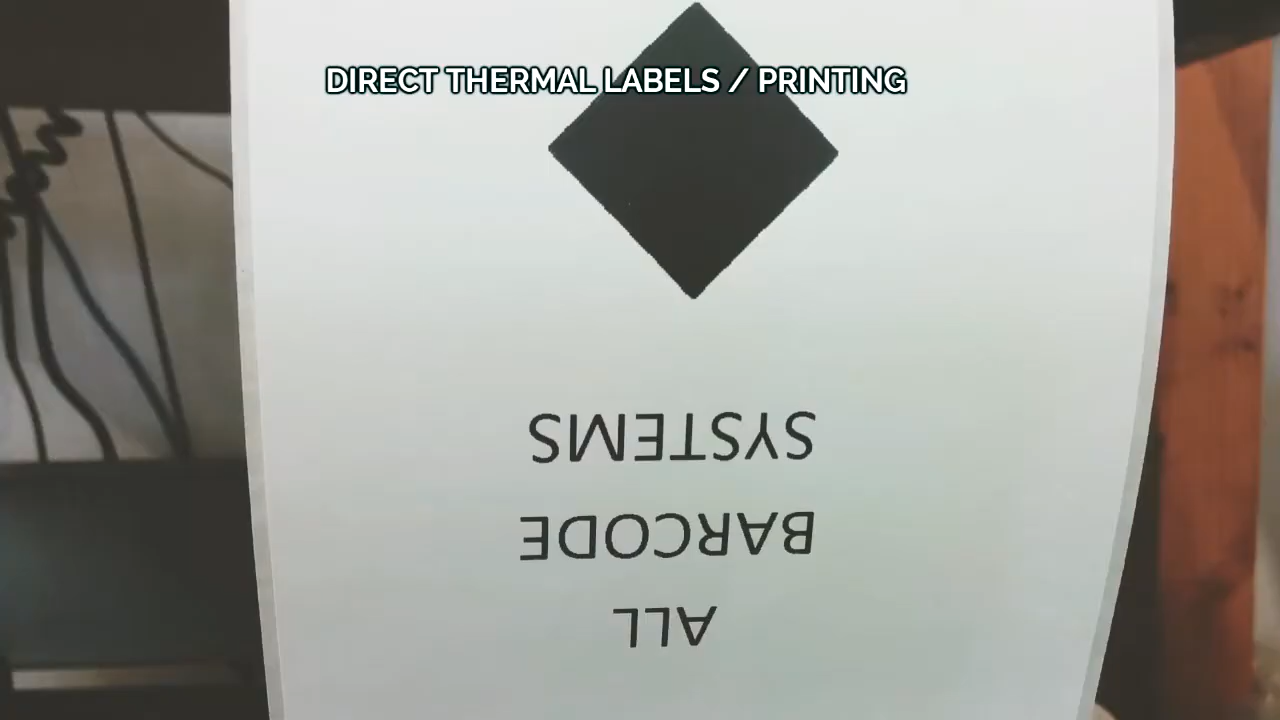 DIRECT THERMAL LABELS / PRINTING
ALL
BARCODE
SYSTEMS